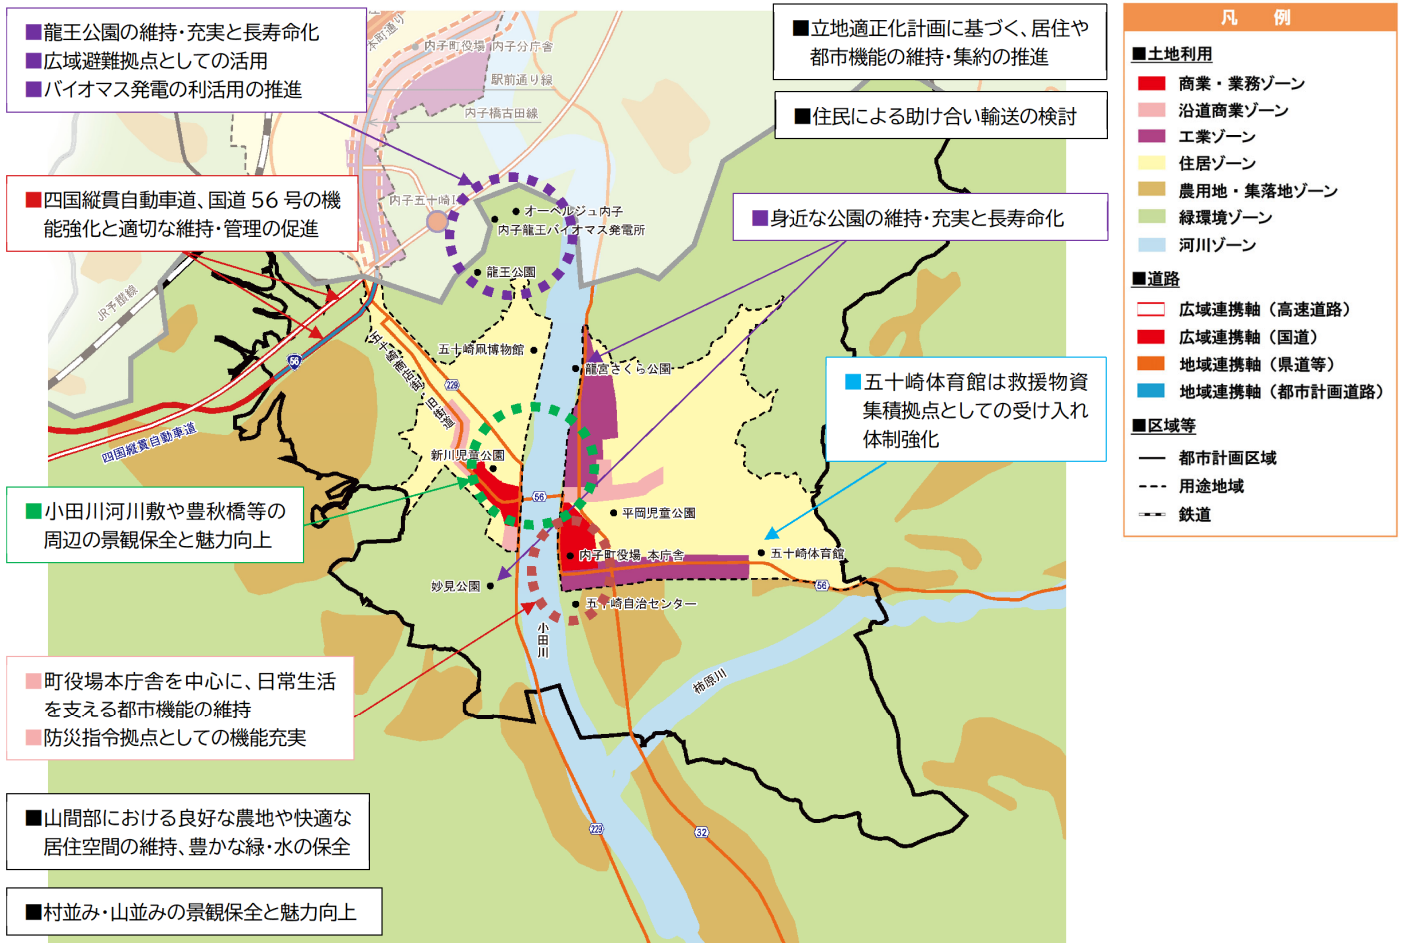 ■龍王公園の維持・充実と長寿命化
■広域避難拠点としての活用
■バイオマス発電の利活用の推進
■立地適正化計画に基づく、居住や
都市機能の維持・集約の推進
■住民による助け合い輸送の検討
■四国縦貫自動車道、国道56号の機
能強化と適切な維持・管理の促進
■身近な公園の維持・充実と長寿命化
■五十崎体育館は救援物資
集積拠点としての受け入れ
体制強化
■小田川河川敷や豊秋橋等の
周辺の景観保全と魅力向上
■町役場本庁舎を中心に、日常生活
を支える都市機能の維持
■防災指令拠点としての機能充実
■山間部における良好な農地や快適な
居住空間の維持、豊かな緑・水の保全
■村並み・山並みの景観保全と魅力向上
本町通り
内子町役場 内子分庁舎
駅前通り線
内子橋古田線
内子五十崎I
オーベルジュ内子
内子龍王バイオマス発電所
龍王公園
JR予讃線
56
四国縦貫自動車道
五十崎商店街
旧街道
229
五十崎凧博物館
龍宮さくら公園
新川児童公園
56
平岡児童公園
内子町役場 本庁舎
五十崎体育館
56
妙見公園
五十崎自治センター
小田川
柿原川
229
32
凡 例
■土地利用
商業・業務ゾーン
沿道商業ゾーン
工業ゾーン
住居ゾーン
農用地・集落地ゾーン
緑環境ゾーン
河川ゾーン
■道路
広域連携軸（高速道路）
広域連携軸（国道）
地域連携軸（県道等）
地域連携軸（都市計画道路）
■区域等
都市計画区域
用途地域
鉄道